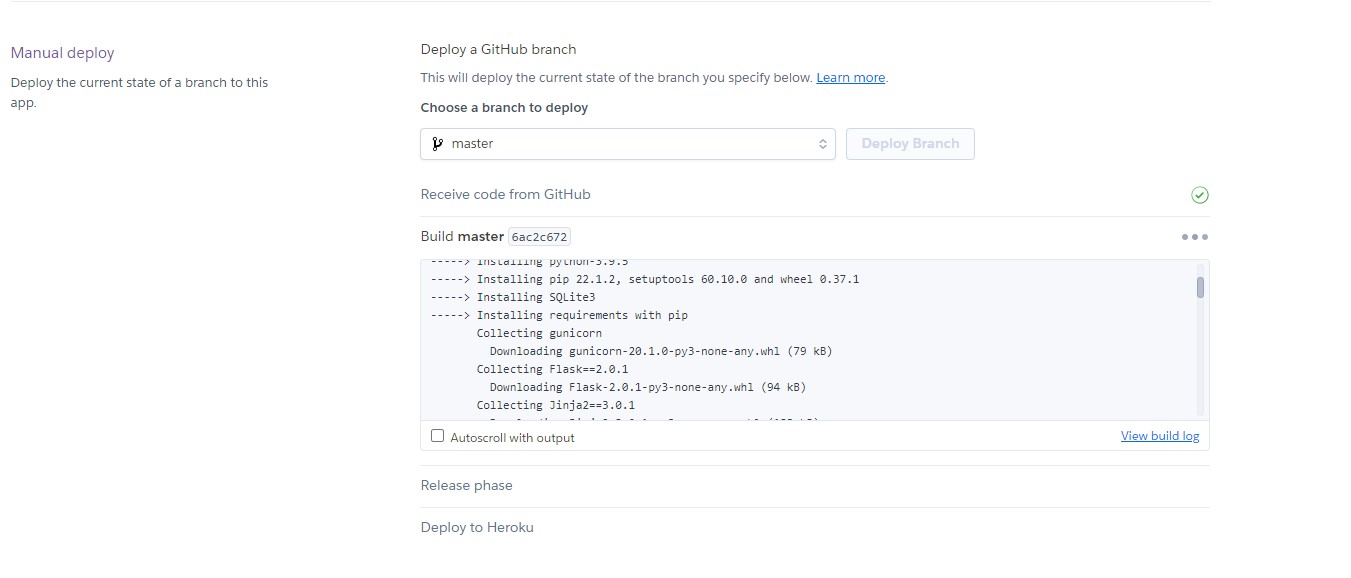 Manual deploy
Deploy the current state of a branch to this
app.
Deploy a GitHub branch
This will deploy the current state of the branch you specify below. Learn more.
Choose a branch to deploy
master
Deploy Branch
Receive code from GitHub
Build master 6ac2c672
-----> Installing python-3.9.5
-----> Installing pip 22.1.2, setuptools 60.10.0 and wheel 0.37.1
-----> Installing SQLite3
-----> Installing requirements with pip
Collecting gunicorn
Downloading gunicorn-20.1.0-py3-none-any.whl (79 kB)
Collecting Flask==2.0.1
Downloading Flask-2.0.1-py3-none-any.whl (94 kB)
Collecting Jinja2==3.0.1
Autoscroll with output
View build log
Release phase
Deploy to Heroku